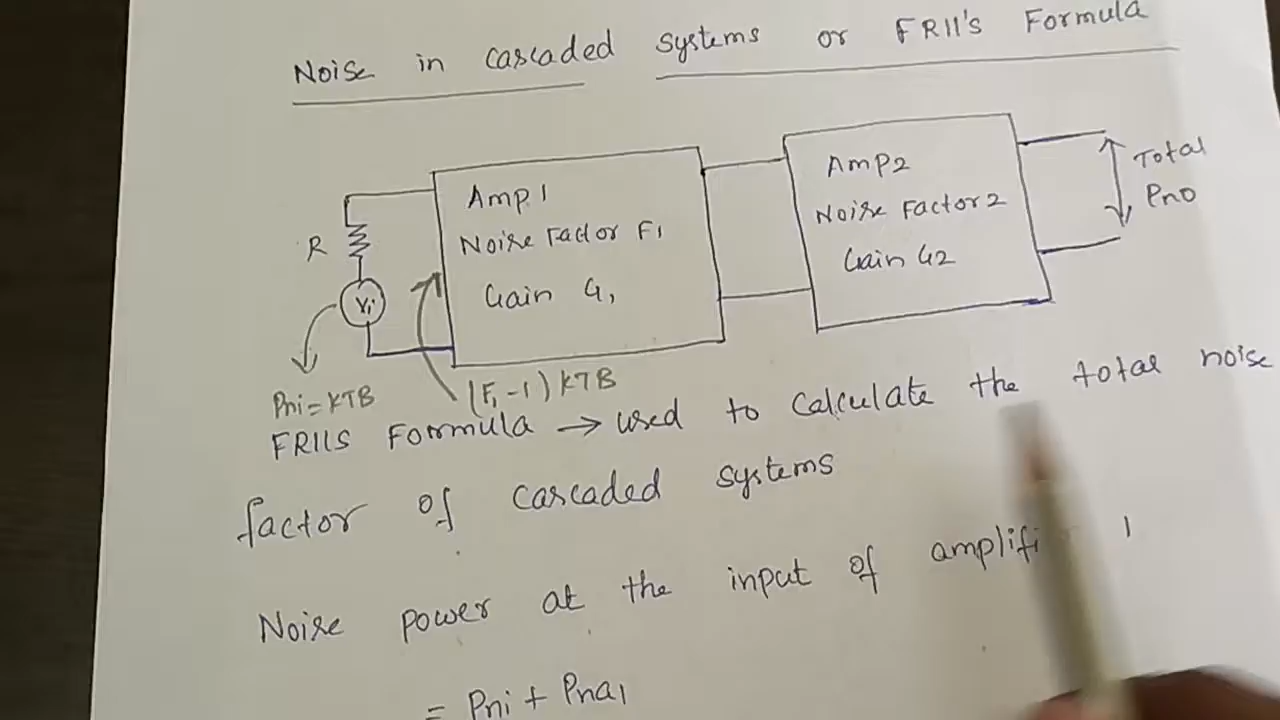 Noise in cascaded systems or FRII's Formula
Amp1
Noise Factor F1
Gain G1
Amp2
Noise Factor2
Gain G2
Total
Pno
R
Vi
Pni=KTB
(F1-1) KTB
FRIIS Formula → used to calculate the total noise
factor of cascaded systems
Noise power at the input of amplifi 1
= Pni + Pna1